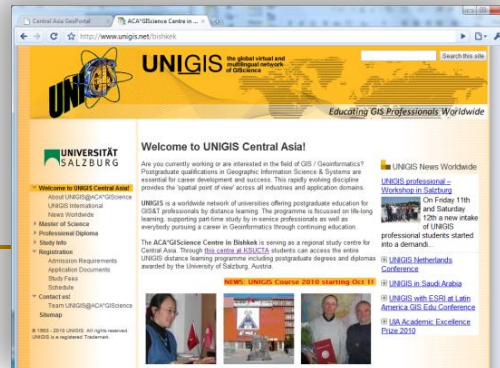 Central Asia GeoPortal
ACA*GIScience Centre in ...
http://www.unigis.net/bishkek
UNIGIS the global virtual and
multilingual network
of GIScience
Search this site
UNIGIS
Educating GIS Professionals Worldwide
UNIVERSITÄT
SALZBURG
Welcome to UNIGIS Central Asia!
About UNIGIS@ACA*GIScience
UNIGIS International
News Worldwide
Master of Science
Professional Diploma
Study Info
Registration
Admission Requirements
Application Documents
Study Fees
Schedule
Contact us!
Team UNIGIS@ACA*GIScience
Sitemap
© 1993 - 2010 UNIGIS. All rights reserved.
UNIGIS is a registered Trademark.
Welcome to UNIGIS Central Asia!
Are you currently working or are interested in the field of GIS / Geoinformatics?
Postgraduate qualifications in Geographic Information Science & Systems are
essential for career development and success. This rapidly evolving discipline
provides the 'spatial point of view' across all industries and application domains.
UNIGIS is a worldwide network of universities offering postgraduate education for
GIS&T professionals by distance learning. The programme is focussed on life-long
learning, supporting part-time study by in-service professionals as well as
everybody pursuing a career in Geoinformatics through continuing education.
The ACA*GIScience Centre in Bishkek is serving as a regional study centre for
Central Asia. Through this centre at KSUCTA students can access the entire
UNIGIS distance learning programme including postgraduate degrees and diplomas
awarded by the University of Salzburg, Austria.
NEWS: UNIGIS Course 2010 starting Oct 1!
UNIGIS News Worldwide
UNIGIS professional –
Workshop in Salzburg
On Friday 11th
and Saturday
12th a new intake
of UNIGIS
professional students started
into a demandi...
UNIGIS Netherlands
Conference
UNIGIS in Saudi Arabia
UNIGIS with ESRI at Latin
America GIS Edu Conference
UIA Academic Excellence
Prize 2010